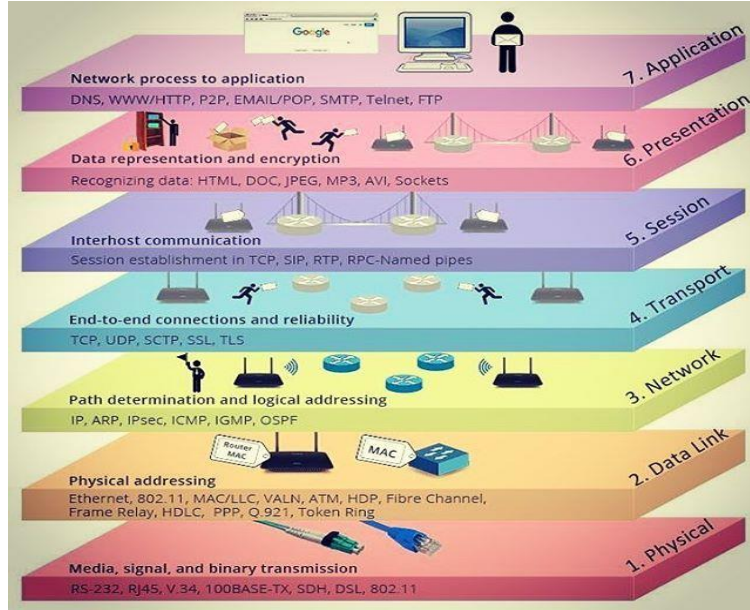 Google
7. Application
Network process to application
DNS, WWW/HTTP, P2P, EMAIL/POP, SMTP, Telnet, FTP
6. Presentation
Data representation and encryption
Recognizing data: HTML, DOC, JPEG, MP3, AVI, Sockets
5. Session
Interhost communication
Session establishment in TCP, SIP, RTP, RPC-Named pipes
4. Transport
End-to-end connections and reliability
TCP, UDP, SCTP, SSL, TLS
3. Network
Path determination and logical addressing
IP, ARP, IPsec, ICMP, IGMP, OSPF
Router
MAC
MAC
2. Data Link
Physical addressing
Ethernet, 802.11, MAC/LLC, VALN, ATM, HDP, Fibre Channel,
Frame Relay, HDLC, PPP, Q.921, Token Ring
1. Physical
Media, signal, and binary transmission
RS-232, RJ45, V.34, 100BASE-TX, SDH, DSL, 802.11